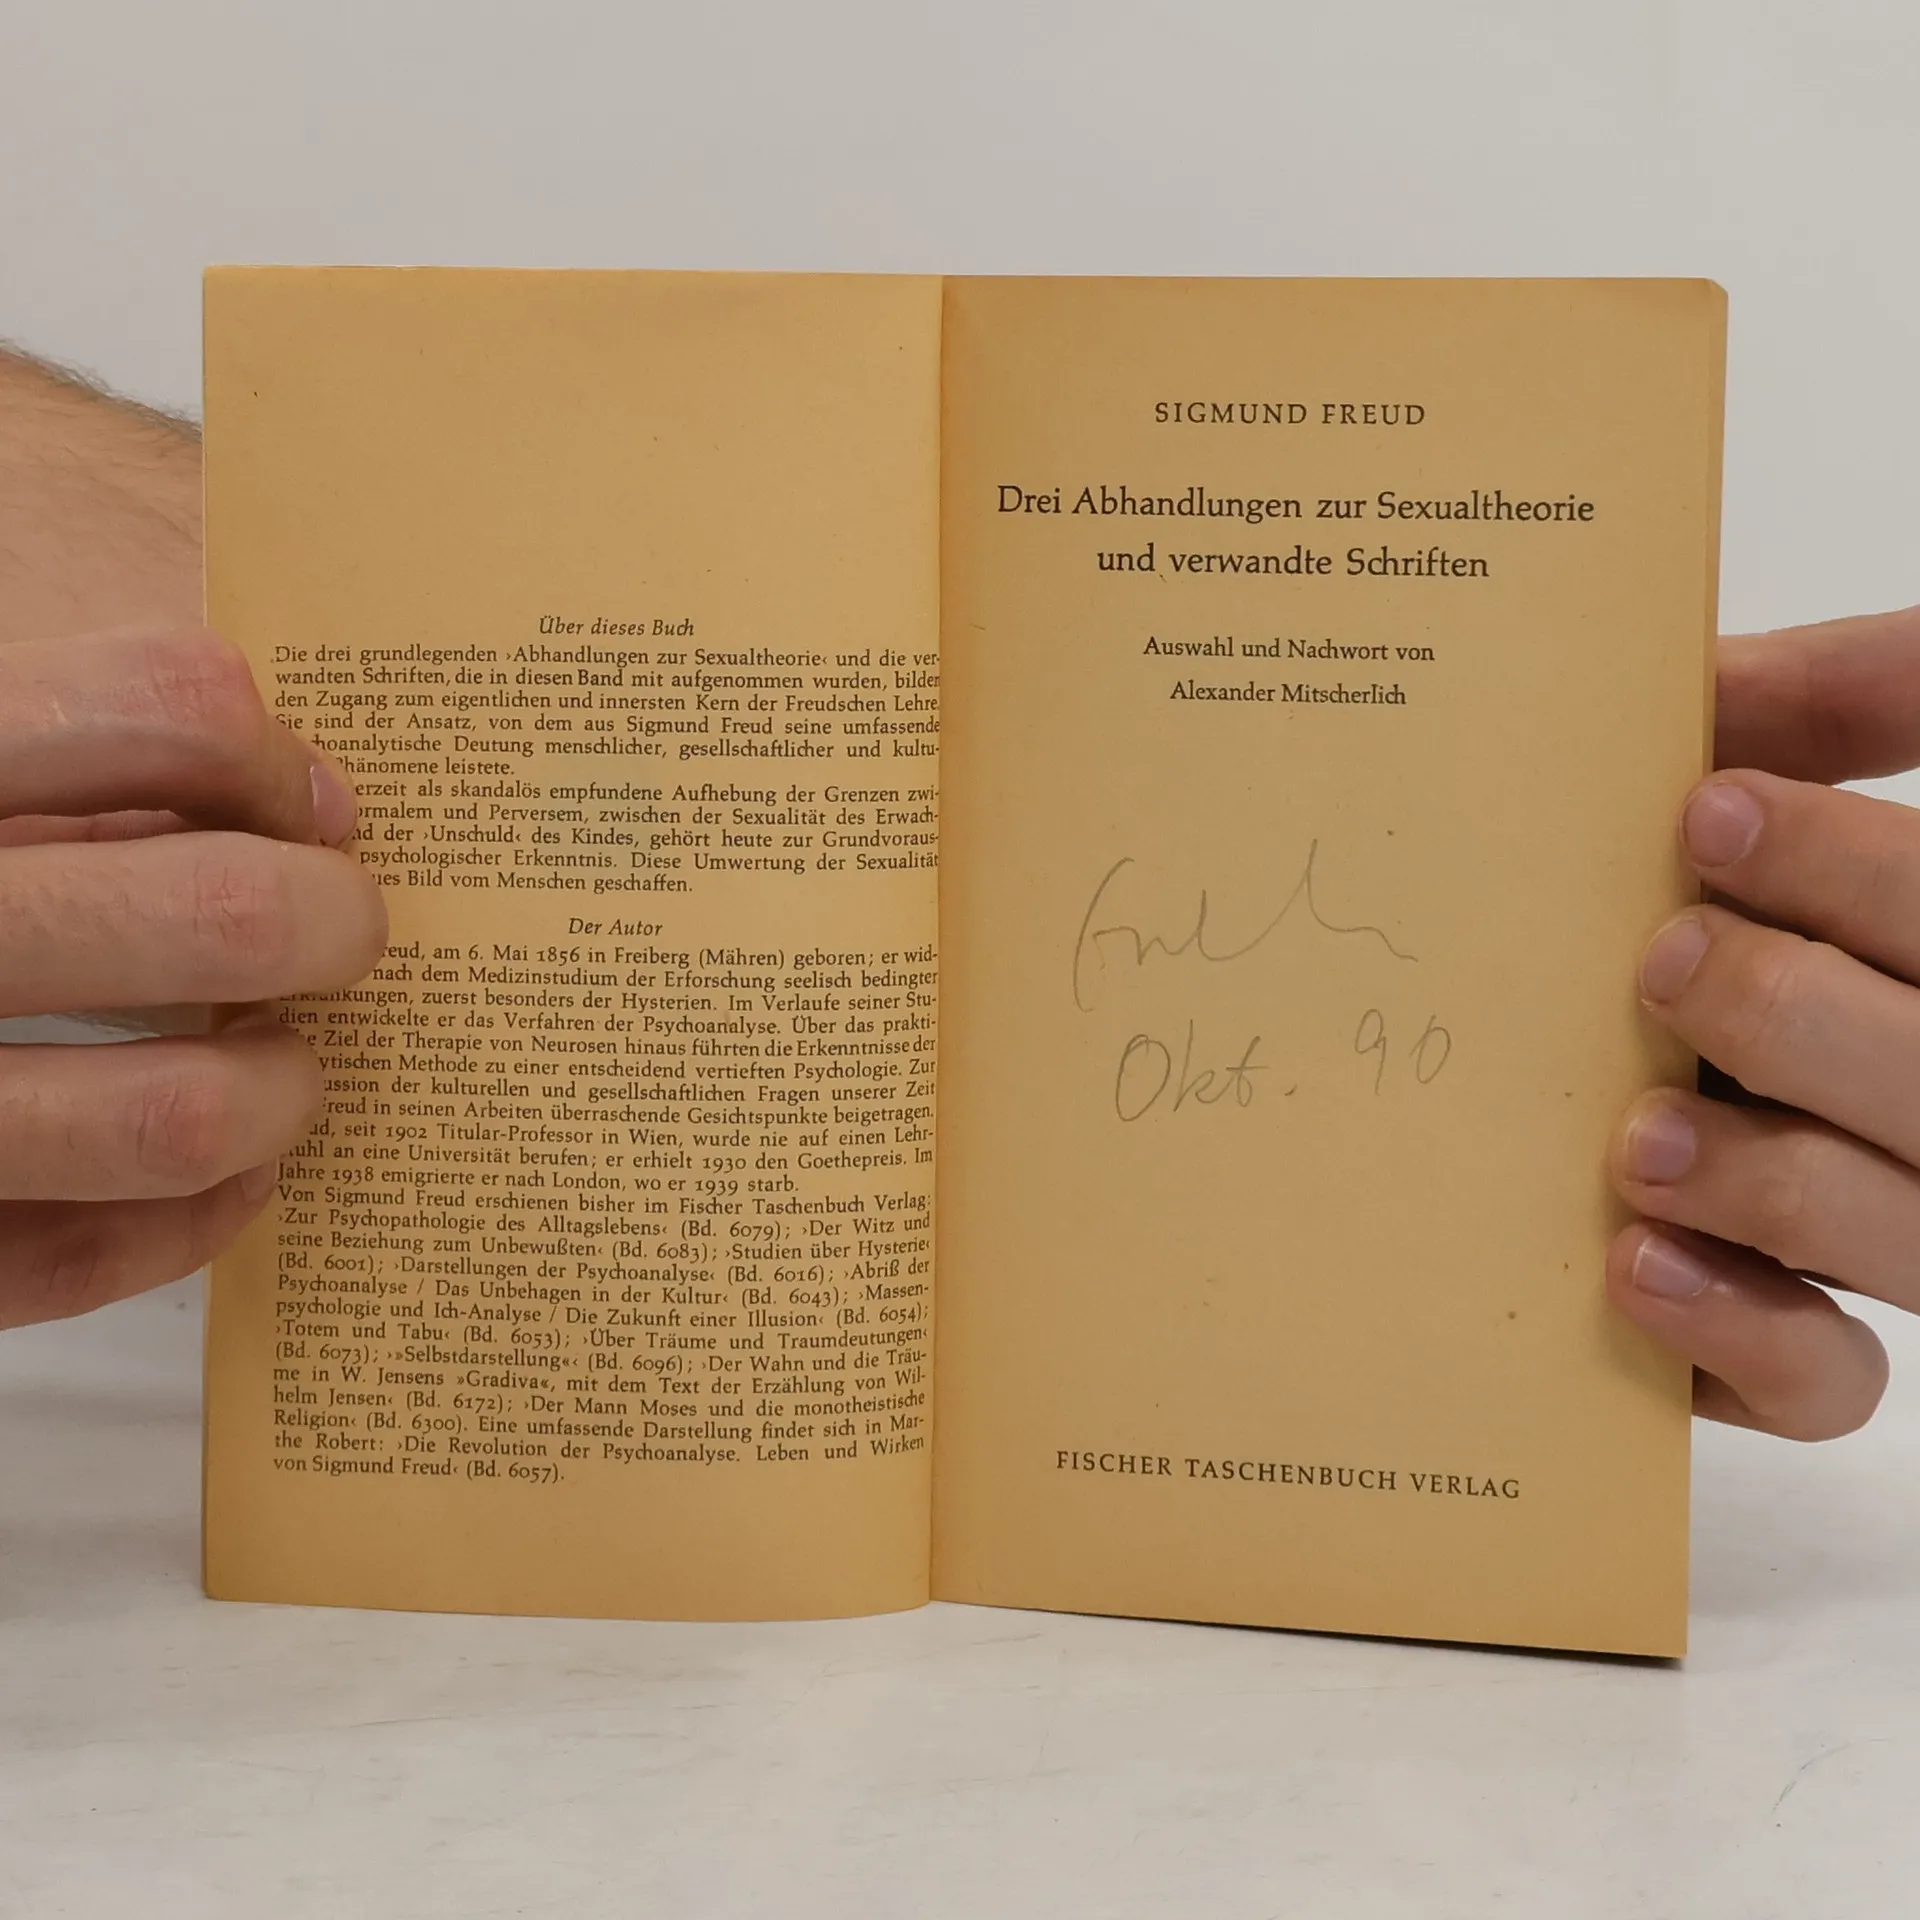 Über dieses Buch
Die drei grundlegenden ›Abhandlungen zur Sexualtheorie‹ und die ver-
wandten Schriften, die in diesen Band mit aufgenommen wurden, bilden
den Zugang zum eigentlichen und innersten Kern der Freudschen Lehre.
Sie sind der Ansatz, von dem aus Sigmund Freud seine umfassende
hoanalytische Deutung menschlicher, gesellschaftlicher und kultu-
Phänomene leistete.
erzeit als skandalös empfundene Aufhebung der Grenzen zwi-
ormalem und Perversem, zwischen der Sexualität des Erwach-
nd der ›Unschuld‹ des Kindes, gehört heute zur Grundvoraus-
psychologischer Erkenntnis. Diese Umwertung der Sexualität
ues Bild vom Menschen geschaffen.
Der Autor
reud, am 6. Mai 1856 in Freiberg (Mähren) geboren; er wid-
nach dem Medizinstudium der Erforschung seelisch bedingter
Erkrankungen, zuerst besonders der Hysterien. Im Verlaufe seiner Stu-
dien entwickelte er das Verfahren der Psychoanalyse. Über das prakti-
e Ziel der Therapie von Neurosen hinaus führten die Erkenntnisse der
ytischen Methode zu einer entscheidend vertieften Psychologie. Zur
ussion der kulturellen und gesellschaftlichen Fragen unserer Zeit
Freud in seinen Arbeiten überraschende Gesichtspunkte beigetragen.
ud, seit 1902 Titular-Professor in Wien, wurde nie auf einen Lehr-
stuhl an eine Universität berufen; er erhielt 1930 den Goethepreis. Im
Jahre 1938 emigrierte er nach London, wo er 1939 starb.
Von Sigmund Freud erschienen bisher im Fischer Taschenbuch Verlag:
›Zur Psychopathologie des Alltagslebens‹ (Bd. 6079); ›Der Witz und
seine Beziehung zum Unbewußten‹ (Bd. 6083); ›Studien über Hysterie‹
(Bd. 6001); ›Darstellungen der Psychoanalyse‹ (Bd. 6016); ›Abriß der
Psychoanalyse / Das Unbehagen in der Kultur‹ (Bd. 6043); ›Massen-
psychologie und Ich-Analyse / Die Zukunft einer Illusion‹ (Bd. 6054);
›Totem und Tabu‹ (Bd. 6053); ›Über Träume und Traumdeutungen‹
(Bd. 6073); ›»Selbstdarstellung«‹ (Bd. 6096); ›Der Wahn und die Träu-
me in W. Jensens »Gradiva«, mit dem Text der Erzählung von Wil-
helm Jensen‹ (Bd. 6172); ›Der Mann Moses und die monotheistische
Religion‹ (Bd. 6300). Eine umfassende Darstellung findet sich in Mar-
the Robert: ›Die Revolution der Psychoanalyse. Leben und Wirken
von Sigmund Freud‹ (Bd. 6057).
SIGMUND FREUD
Drei Abhandlungen zur Sexualtheorie
und verwandte Schriften
Auswahl und Nachwort von
Alexander Mitscherlich
Okt. 90
FISCHER TASCHENBUCH VERLAG